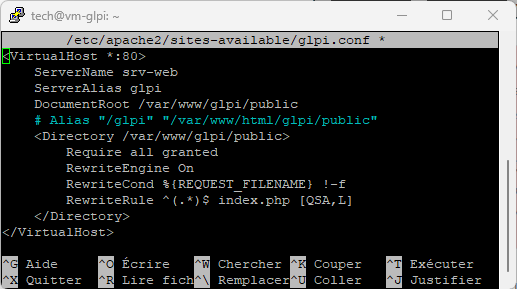 tech@vm-glpi: ~
/etc/apache2/sites-available/glpi.conf *
<VirtualHost *:80>
    ServerName srv-web
    ServerAlias glpi
    DocumentRoot /var/www/glpi/public
    # Alias "/glpi" "/var/www/html/glpi/public"
    <Directory /var/www/glpi/public>
        Require all granted
        RewriteEngine On
        RewriteCond %{REQUEST_FILENAME} !-f
        RewriteRule ^(.*)$ index.php [QSA,L]
    </Directory>
</VirtualHost>
^G Aide ^O Écrire ^W Chercher ^K Couper ^T Exécuter
^X Quitter ^R Lire fich ^\ Remplacer ^U Coller ^J Justifier